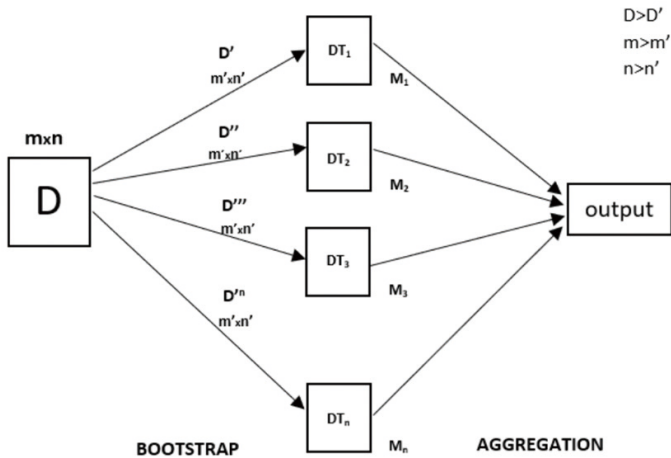 D>D'
m>m'
n>n'
D'
m'xn'
DT1
M1
mxn
D
D''
m'xn'
DT2
M2
output
D'''
m'xn'
DT3
M3
D'ⁿ
m'xn'
DTn
Mn
BOOTSTRAP
AGGREGATION